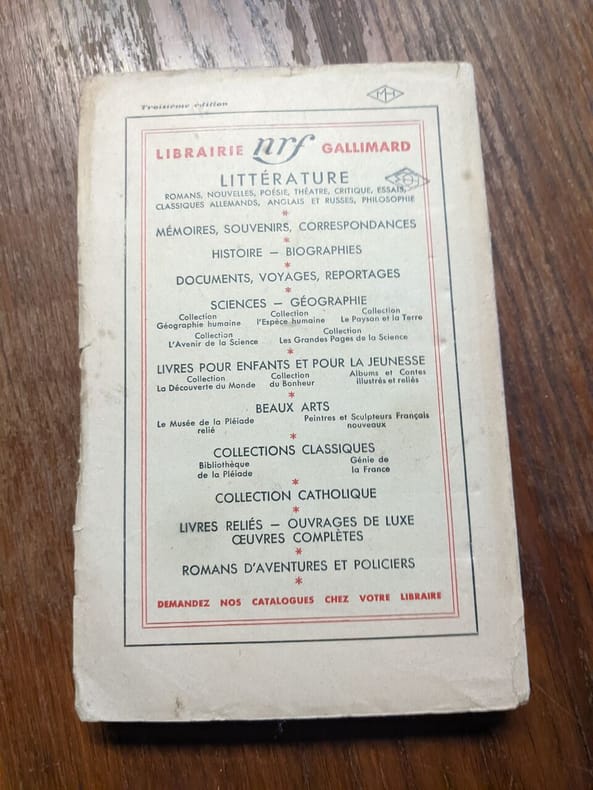 Troisième édition
MH
LIBRAIRIE nrf GALLIMARD
LITTÉRATURE
ROMANS, NOUVELLES, POÉSIE, THÉATRE, CRITIQUE, ESSAIS,
CLASSIQUES ALLEMANDS, ANGLAIS ET RUSSES, PHILOSOPHIE
*
MÉMOIRES, SOUVENIRS, CORRESPONDANCES
*
HISTOIRE — BIOGRAPHIES
*
DOCUMENTS, VOYAGES, REPORTAGES
*
SCIENCES — GÉOGRAPHIE
Collection Collection Collection
Géographie humaine l'Espèce humaine Le Paysan et la Terre
Collection Collection
L'Avenir de la Science Les Grandes Pages de la Science
*
LIVRES POUR ENFANTS ET POUR LA JEUNESSE
Collection Collection Albums et Contes
La Découverte du Monde du Bonheur illustrés et reliés
*
BEAUX ARTS
Le Musée de la Pléiade Peintres et Sculpteurs Français
relié nouveaux
*
COLLECTIONS CLASSIQUES
Bibliothèque Génie de
de la Pléiade la France
*
COLLECTION CATHOLIQUE
*
LIVRES RELIÉS — OUVRAGES DE LUXE
ŒUVRES COMPLÈTES
*
ROMANS D'AVENTURES ET POLICIERS
*
DEMANDEZ NOS CATALOGUES CHEZ VOTRE LIBRAIRE